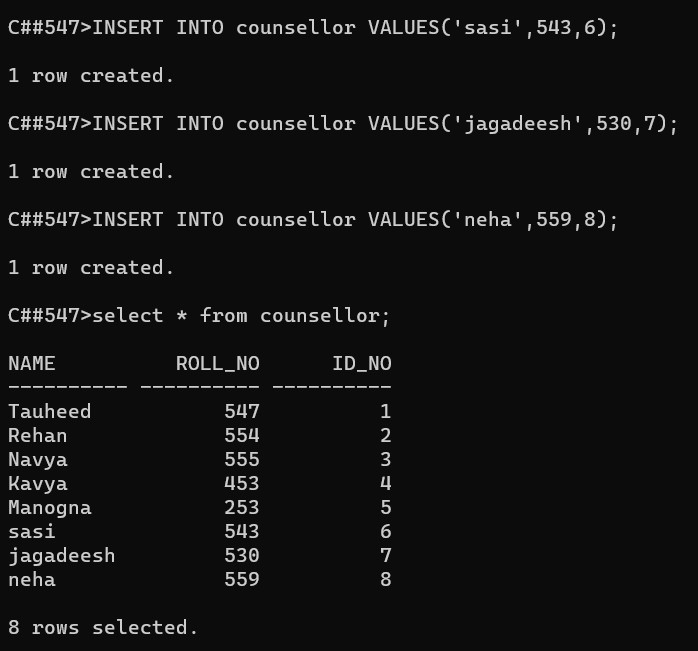 C##547>INSERT INTO counsellor VALUES('sasi',543,6);
1 row created.
C##547>INSERT INTO counsellor VALUES('jagadeesh',530,7);
1 row created.
C##547>INSERT INTO counsellor VALUES('neha',559,8);
1 row created.
C##547>select * from counsellor;
NAME          ROLL_NO      ID_NO
---------- ---------- ----------
Tauheed           547          1
Rehan             554          2
Navya             555          3
Kavya             453          4
Manogna           253          5
sasi              543          6
jagadeesh         530          7
neha              559          8
8 rows selected.